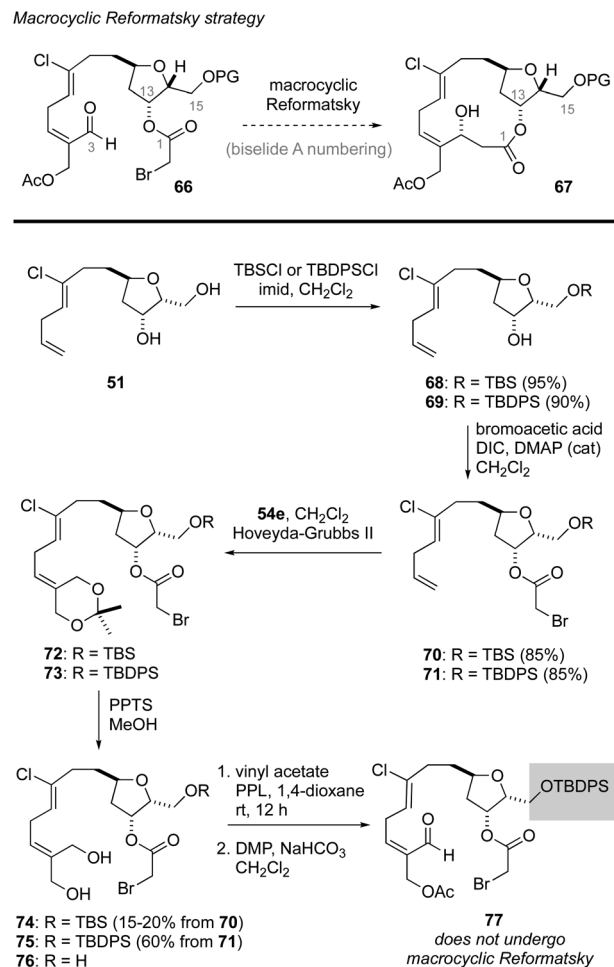 Macrocyclic Reformatsky strategy
Cl
O
H
13
OPG
15
O
H
3
O
1
O
Br
AcO
66
macrocyclic
Reformatsky
(biselide A numbering)
Cl
O
H
13
OPG
15
OH
O
1
O
AcO
67
Cl
O
OH
OH
51
TBSCl or TBDPSCl
imid, CH2Cl2
Cl
O
OR
OH
68: R = TBS (95%)
69: R = TBDPS (90%)
bromoacetic acid
DIC, DMAP (cat)
CH2Cl2
Cl
O
OR
O
O
Br
70: R = TBS (85%)
71: R = TBDPS (85%)
54e, CH2Cl2
Hoveyda-Grubbs II
Cl
O
OR
O
O
Br
O
O
72: R = TBS
73: R = TBDPS
PPTS
MeOH
Cl
O
OR
O
O
Br
OH
OH
74: R = TBS (15-20% from 70)
75: R = TBDPS (60% from 71)
76: R = H
1. vinyl acetate
PPL, 1,4-dioxane
rt, 12 h
2. DMP, NaHCO3
CH2Cl2
Cl
O
OTBDPS
O
H
O
O
Br
OAc
77
does not undergo
macrocyclic Reformatsky